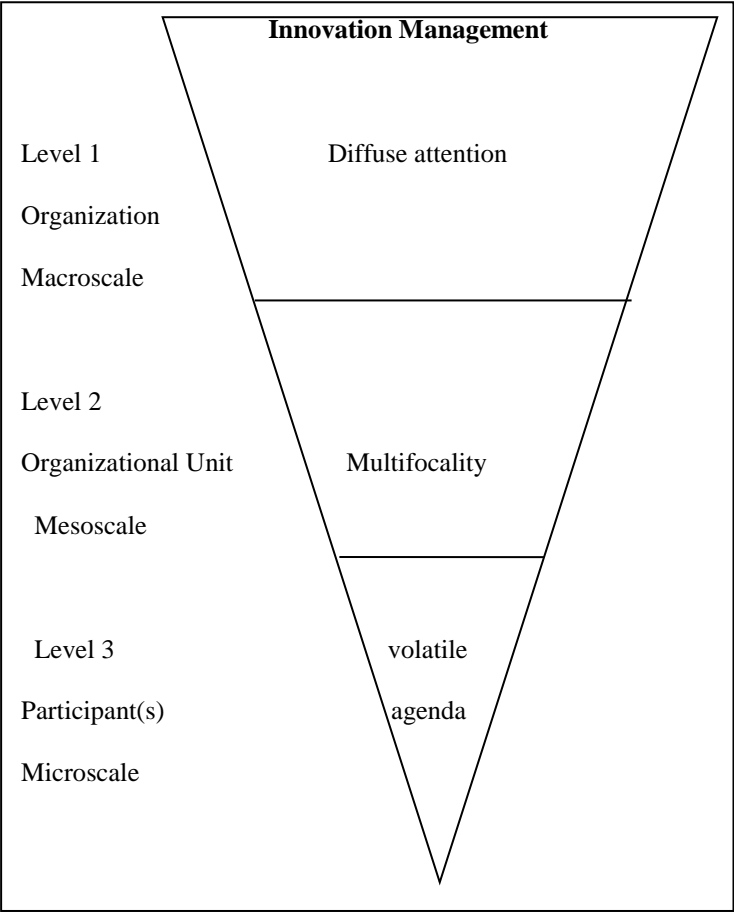 Innovation Management
Level 1
Diffuse attention
Organization
Macroscale
Level 2
Organizational Unit
Multifocality
Mesoscale
Level 3
volatile
Participant(s)
agenda
Microscale